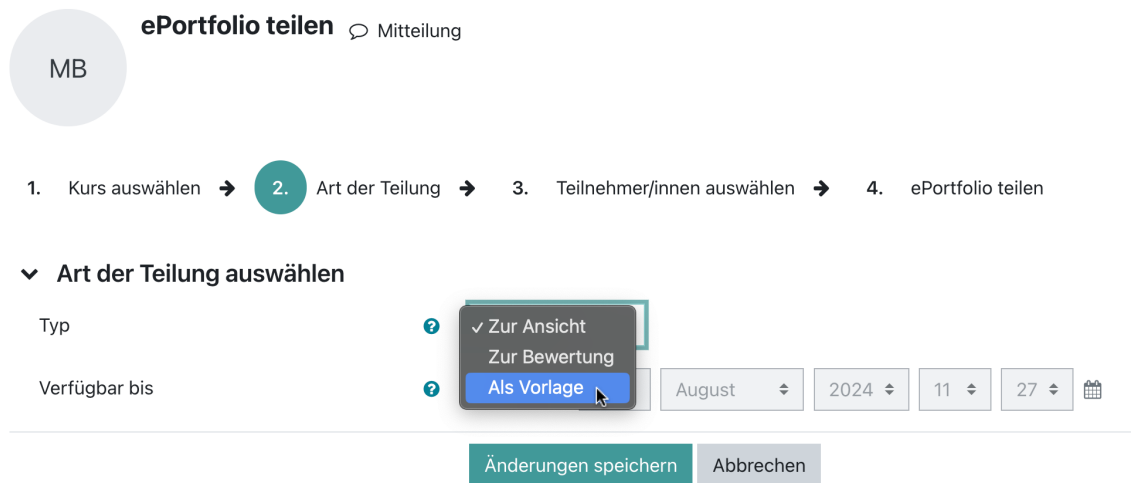 ePortfolio teilen Mitteilung
MB
1. Kurs auswählen 2. Art der Teilung 3. Teilnehmer/innen auswählen 4. ePortfolio teilen
Art der Teilung auswählen
Typ ? Zur Ansicht
Zur Bewertung
Verfügbar bis ? Als Vorlage August 2024 11 27
Änderungen speichern Abbrechen